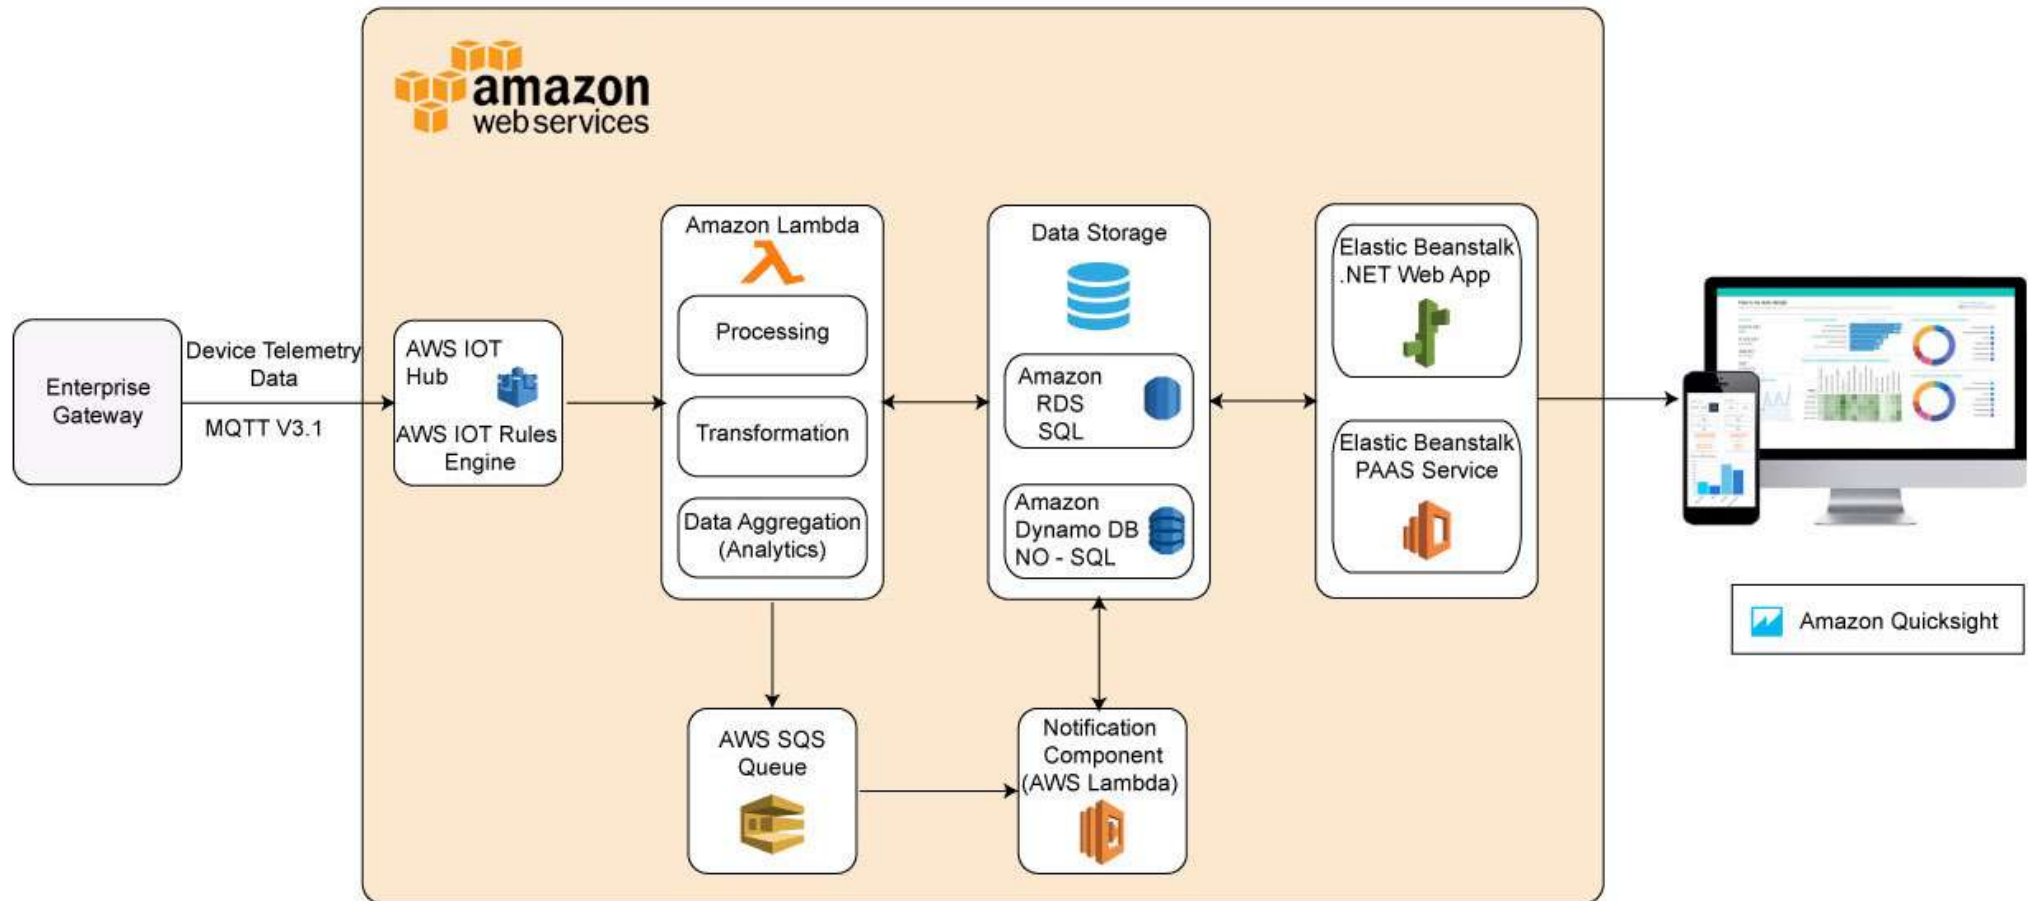 amazon
web services
Enterprise
Gateway
Device Telemetry
Data
MQTT V3.1
AWS IOT
Hub
AWS IOT Rules
Engine
Amazon Lambda
Processing
Transformation
Data Aggregation
(Analytics)
Data Storage
Amazon
RDS
SQL
Amazon
Dynamo DB
NO - SQL
Elastic Beanstalk
.NET Web App
Elastic Beanstalk
PAAS Service
AWS SQS
Queue
Notification
Component
(AWS Lambda)
Amazon Quicksight